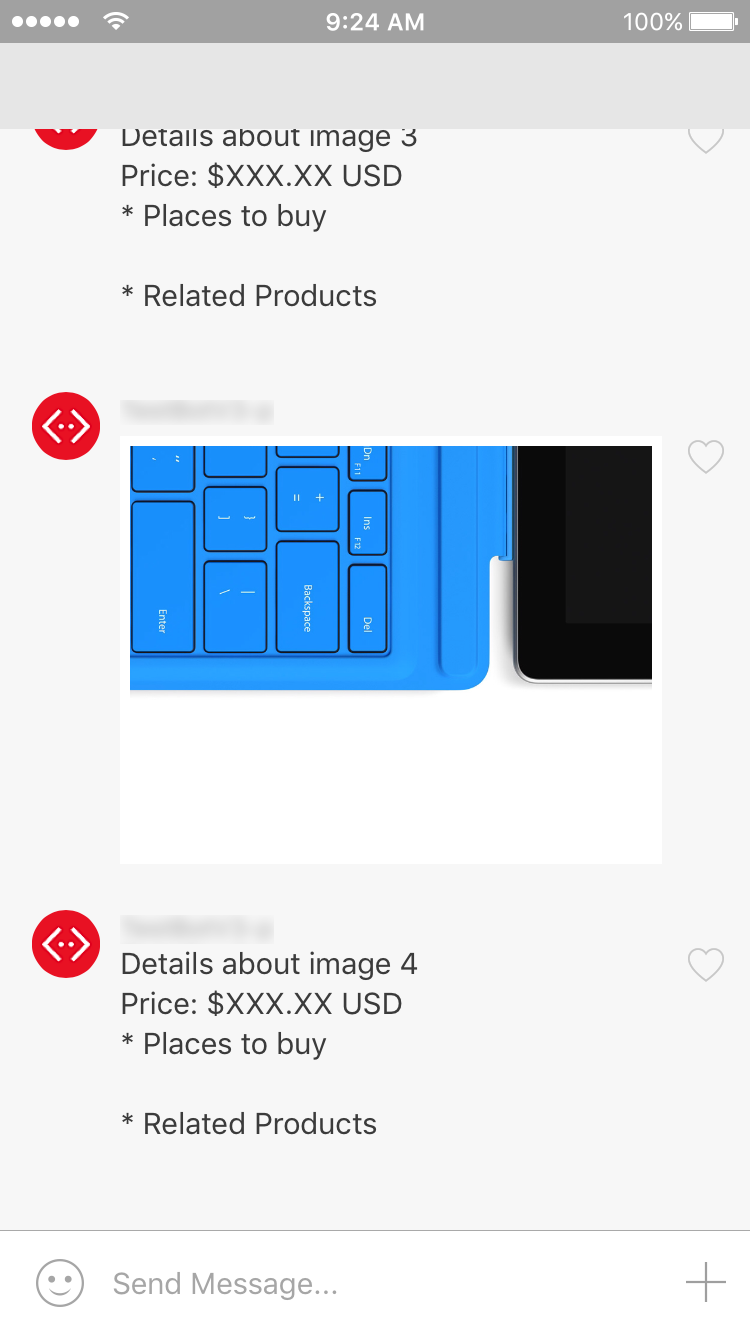 9:24 AM
100%
Details about image 3
Price: $XXX.XX USD
* Places to buy
* Related Products
Dn
F11
' "
= +
] }
Ins
F12
\ |
Enter
Backspace
Del
Details about image 4
Price: $XXX.XX USD
* Places to buy
* Related Products
Send Message...